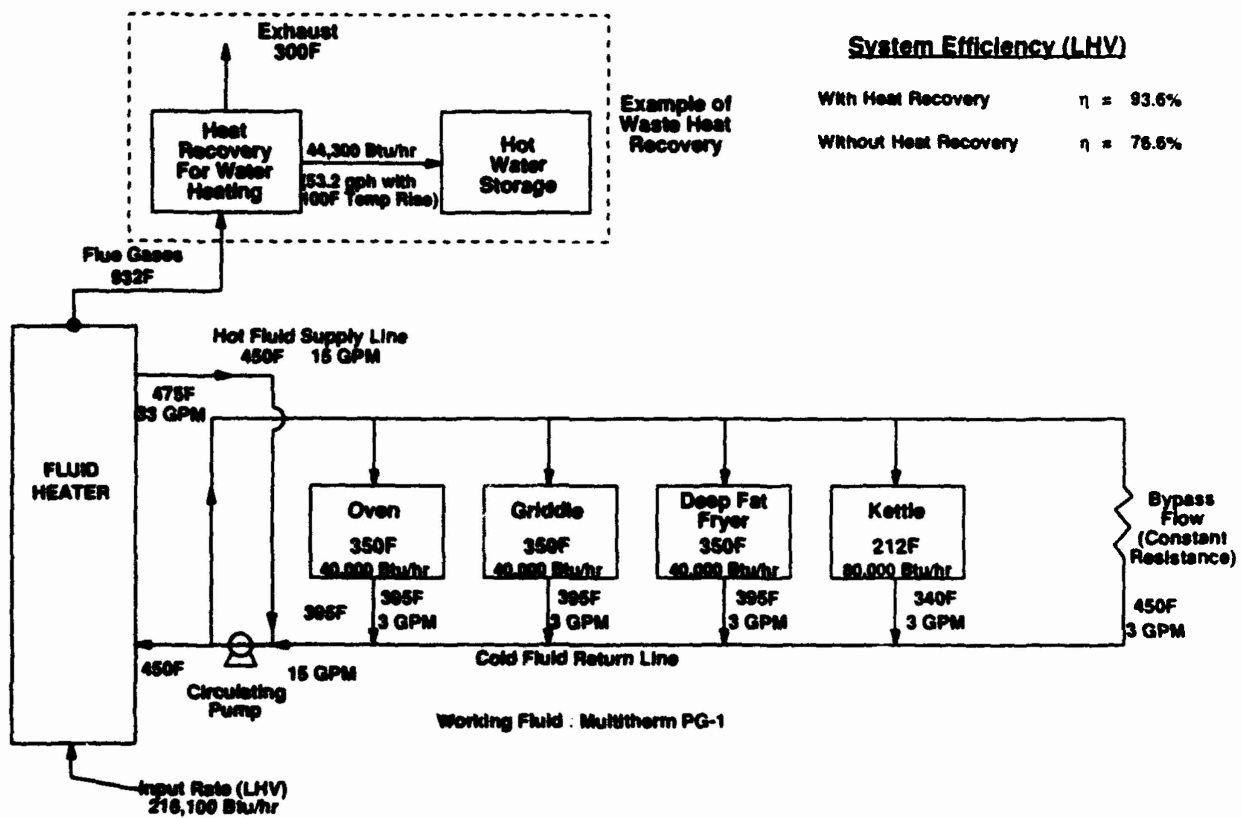 Exhaust
300F
System Efficiency (LHV)
With Heat Recovery η = 93.6%
Without Heat Recovery η = 76.6%
Example of
Waste Heat
Recovery
Heat
Recovery
For Water
Heating
44,300 Btu/hr
(53.2 gph with
100F Temp Rise)
Hot
Water
Storage
Flue Gases
932F
Hot Fluid Supply Line
450F 15 GPM
475F
33 GPM
FLUID
HEATER
Oven
350F
40,000 Btu/hr
Griddle
350F
40,000 Btu/hr
Deep Fat
Fryer
350F
40,000 Btu/hr
Kettle
212F
80,000 Btu/hr
Bypass
Flow
(Constant
Resistance)
395F
395F
3 GPM
395F
3 GPM
395F
3 GPM
340F
3 GPM
450F
3 GPM
450F
15 GPM
Cold Fluid Return Line
Circulating
Pump
Working Fluid : Multitherm PG-1
Input Rate (LHV)
216,100 Btu/hr